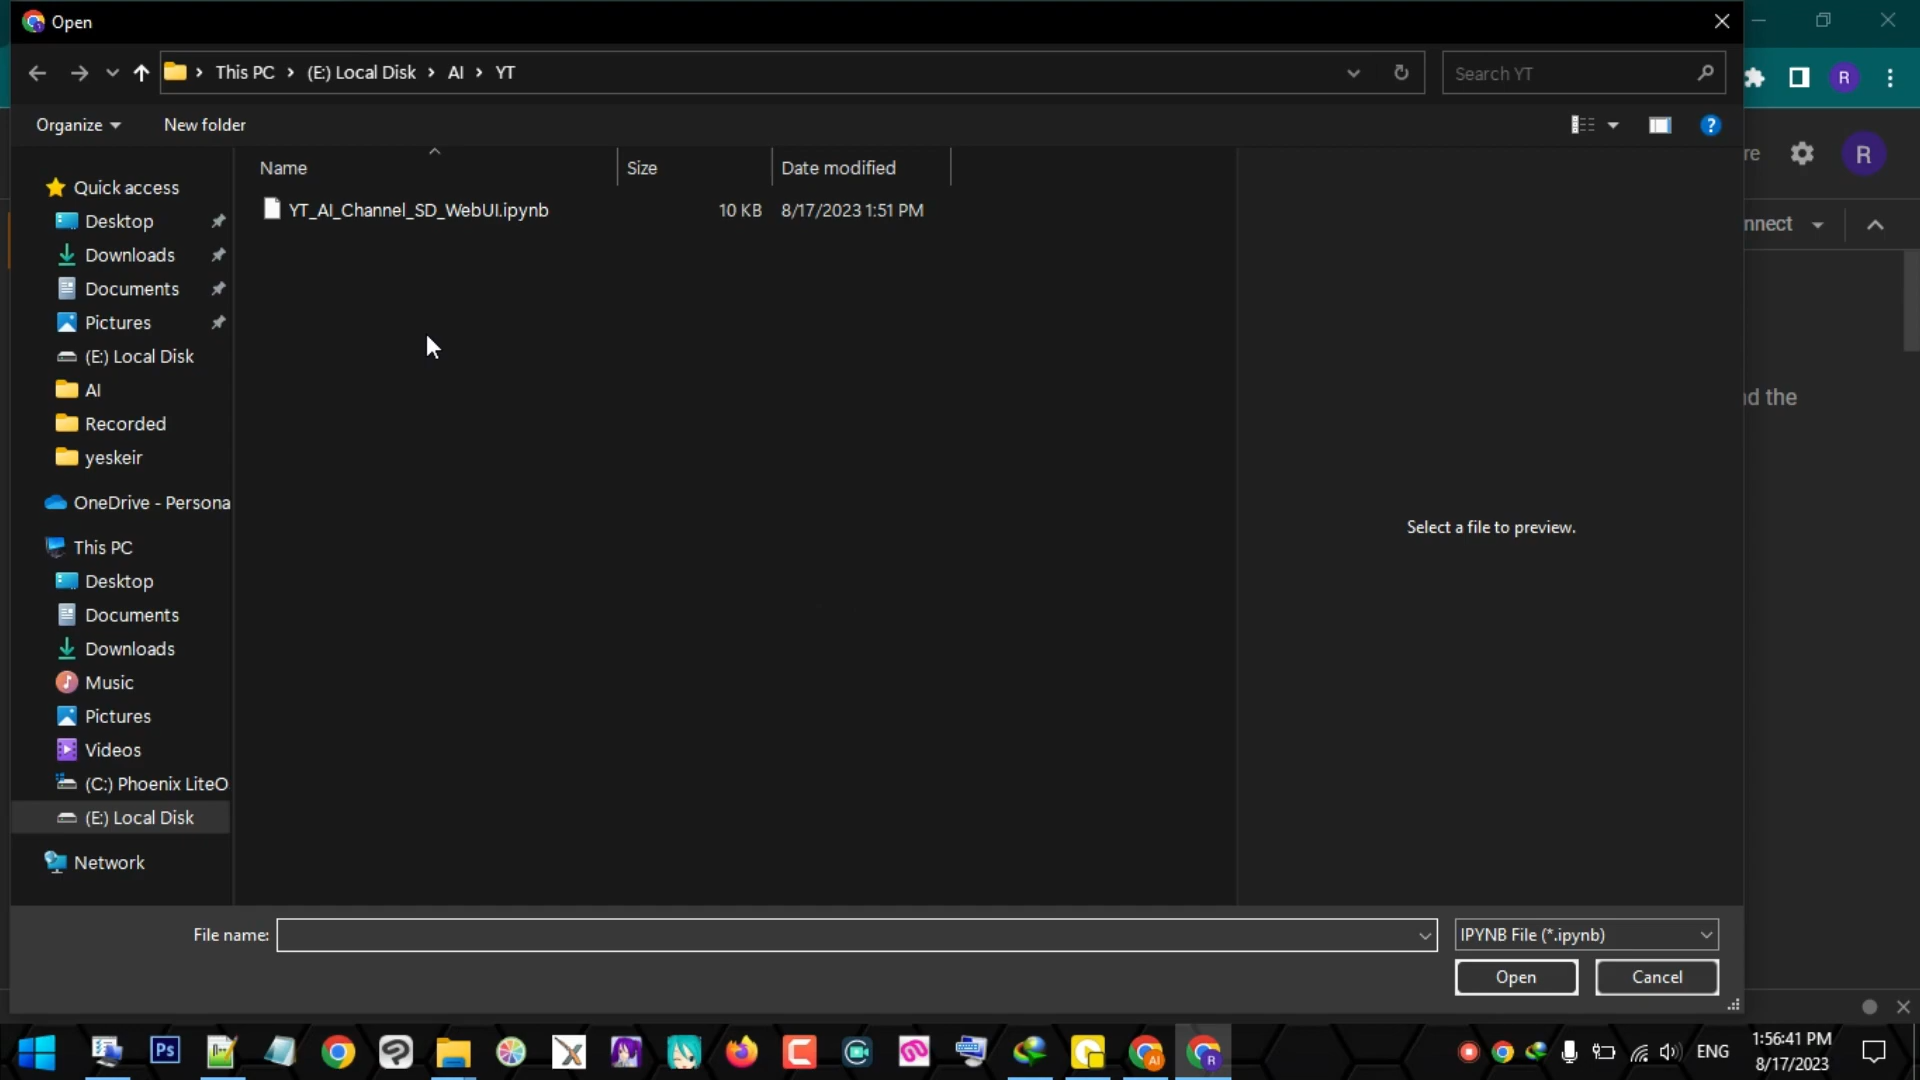 Open
This PC > (E:) Local Disk > AI > YT
Search YT
R
Organize
New folder
?
re
R
Name
Size
Date modified
Quick access
YT_AI_Channel_SD_WebUI.ipynb
10 KB
8/17/2023 1:51 PM
Desktop
nnect
Downloads
Documents
Pictures
(E:) Local Disk
AI
nd the
Recorded
yeskeir
OneDrive - Persona
Select a file to preview.
This PC
Desktop
Documents
Downloads
Music
Pictures
Videos
(C:) Phoenix LiteO
(E:) Local Disk
Network
File name:
IPYNB File (*.ipynb)
Open
Cancel
Ps
AI
R
ENG
1:56:41 PM
8/17/2023